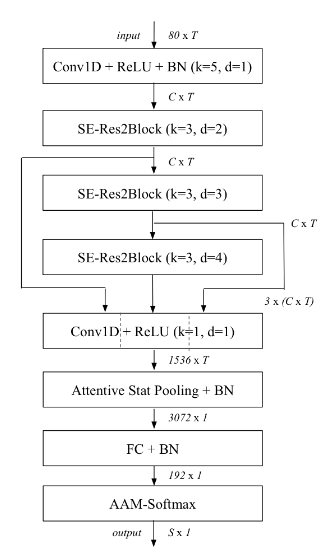 input 80 x T
Conv1D + ReLU + BN (k=5, d=1)
C x T
SE-Res2Block (k=3, d=2)
C x T
SE-Res2Block (k=3, d=3)
C x T
SE-Res2Block (k=3, d=4)
3 x (C x T)
Conv1D + ReLU (k=1, d=1)
1536 x T
Attentive Stat Pooling + BN
3072 x 1
FC + BN
192 x 1
AAM-Softmax
output S x 1